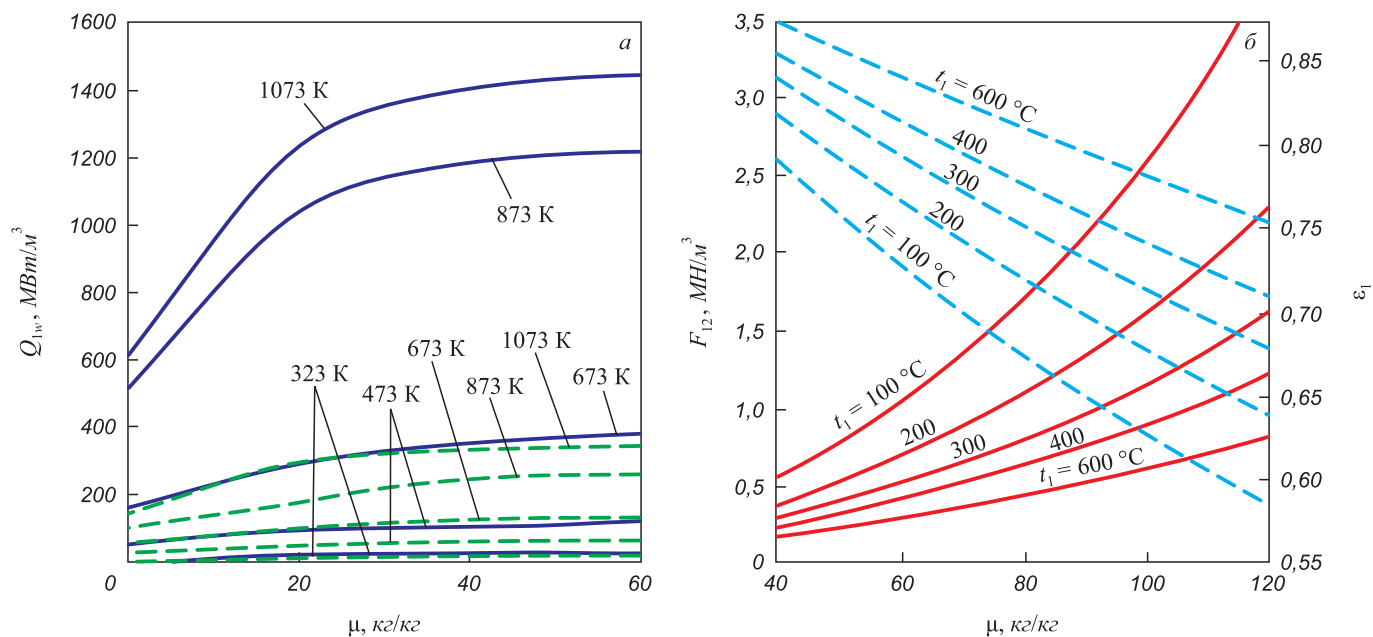 Q₁w, МВт/м³
1600
1400
1200
1000
800
600
400
200
0
20
40
60
μ, кг/кг
а
1073 К
873 К
323 К
473 К
673 К
873 К
1073 К
673 К
F₁₂, МН/м³
3,5
3,0
2,5
2,0
1,5
1,0
0,5
0
40
60
80
100
120
μ, кг/кг
б
t₁ = 600 °C
400
300
200
t₁ = 100 °C
t₁ = 100 °C
200
300
400
t₁ = 600 °C
0,85
0,80
0,75
0,70
0,65
0,60
0,55
ε₁